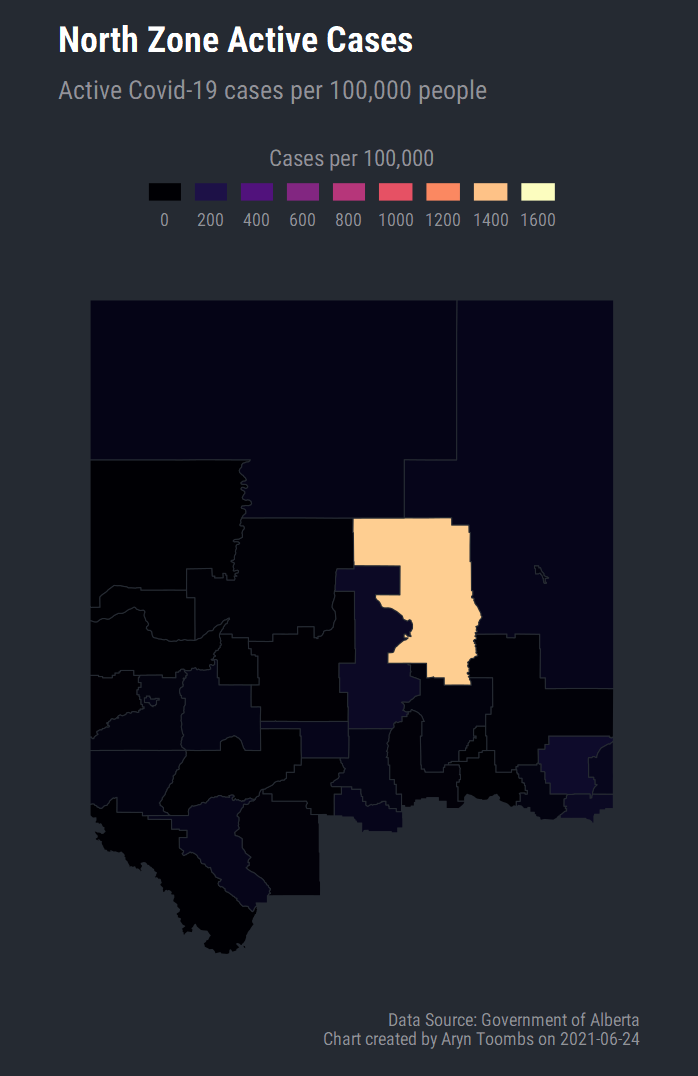 North Zone Active Cases
Active Covid-19 cases per 100,000 people
Cases per 100,000
0 200 400 600 800 1000 1200 1400 1600
Data Source: Government of Alberta
Chart created by Aryn Toombs on 2021-06-24